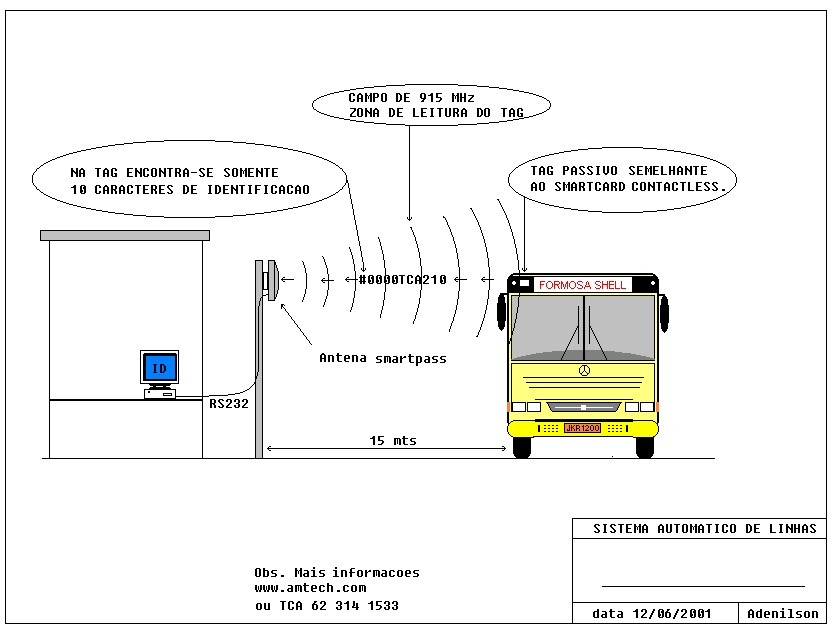 CAMPO DE 915 MHz
ZONA DE LEITURA DO TAG
NA TAG ENCONTRA-SE SOMENTE
10 CARACTERES DE IDENTIFICACAO
TAG PASSIVO SEMELHANTE
AO SMARTCARD CONTACTLESS.
#0000TCA210
FORMOSA SHELL
Antena smartpass
ID
RS232
JKR1200
15 mts
SISTEMA AUTOMATICO DE LINHAS
Obs. Mais informacoes
www.amtech.com
ou TCA 62 314 1533
data 12/06/2001
Adenilson